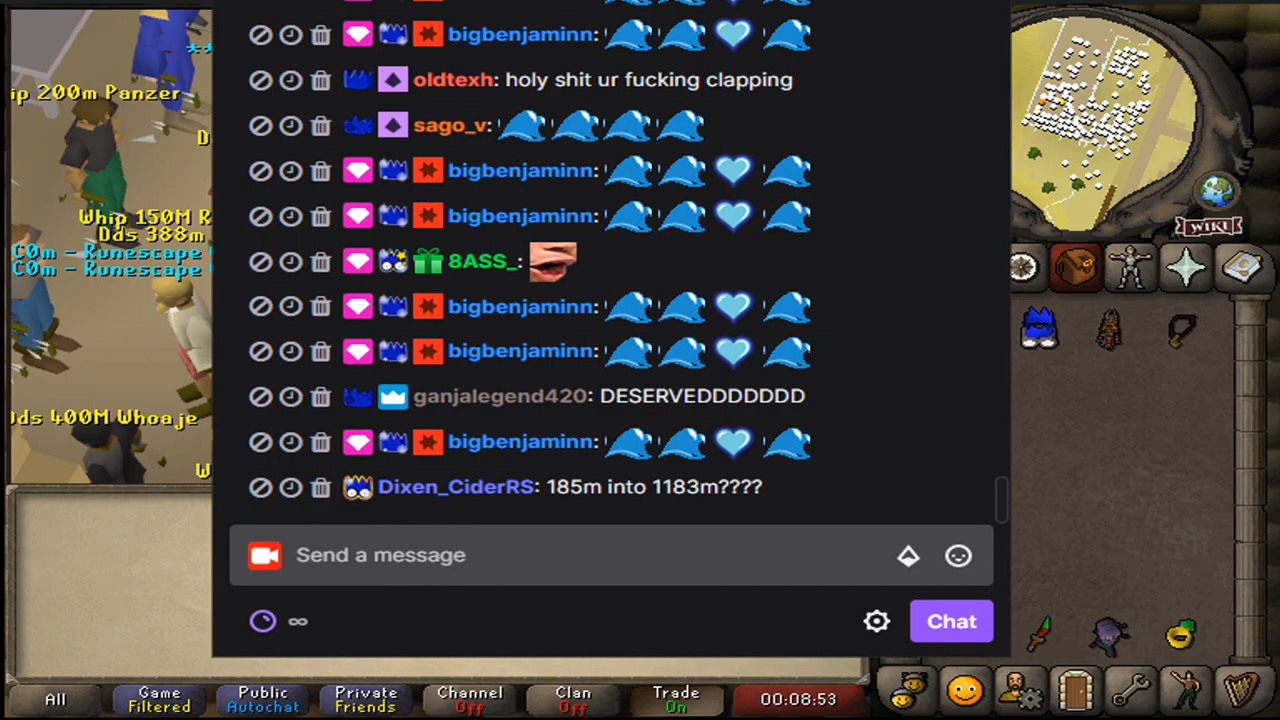 bigbenjaminn:
ip 200m Panzer
oldtexh: holy shit ur fucking clapping
sago_v:
bigbenjaminn:
WIKI
Whip 150M R
bigbenjaminn:
Dds 388m
C0m - Runescape
8ASS_:
C0m - Runescape
bigbenjaminn:
bigbenjaminn:
ganjalegend420: DESERVEDDDDDDD
ds 400M Whoaje
bigbenjaminn:
Dixen_CiderRS: 185m into 1183m????
Send a message
∞
Chat
All
Game
Filtered
Public
Autochat
Private
Friends
Channel
Off
Clan
Off
Trade
On
00:08:53